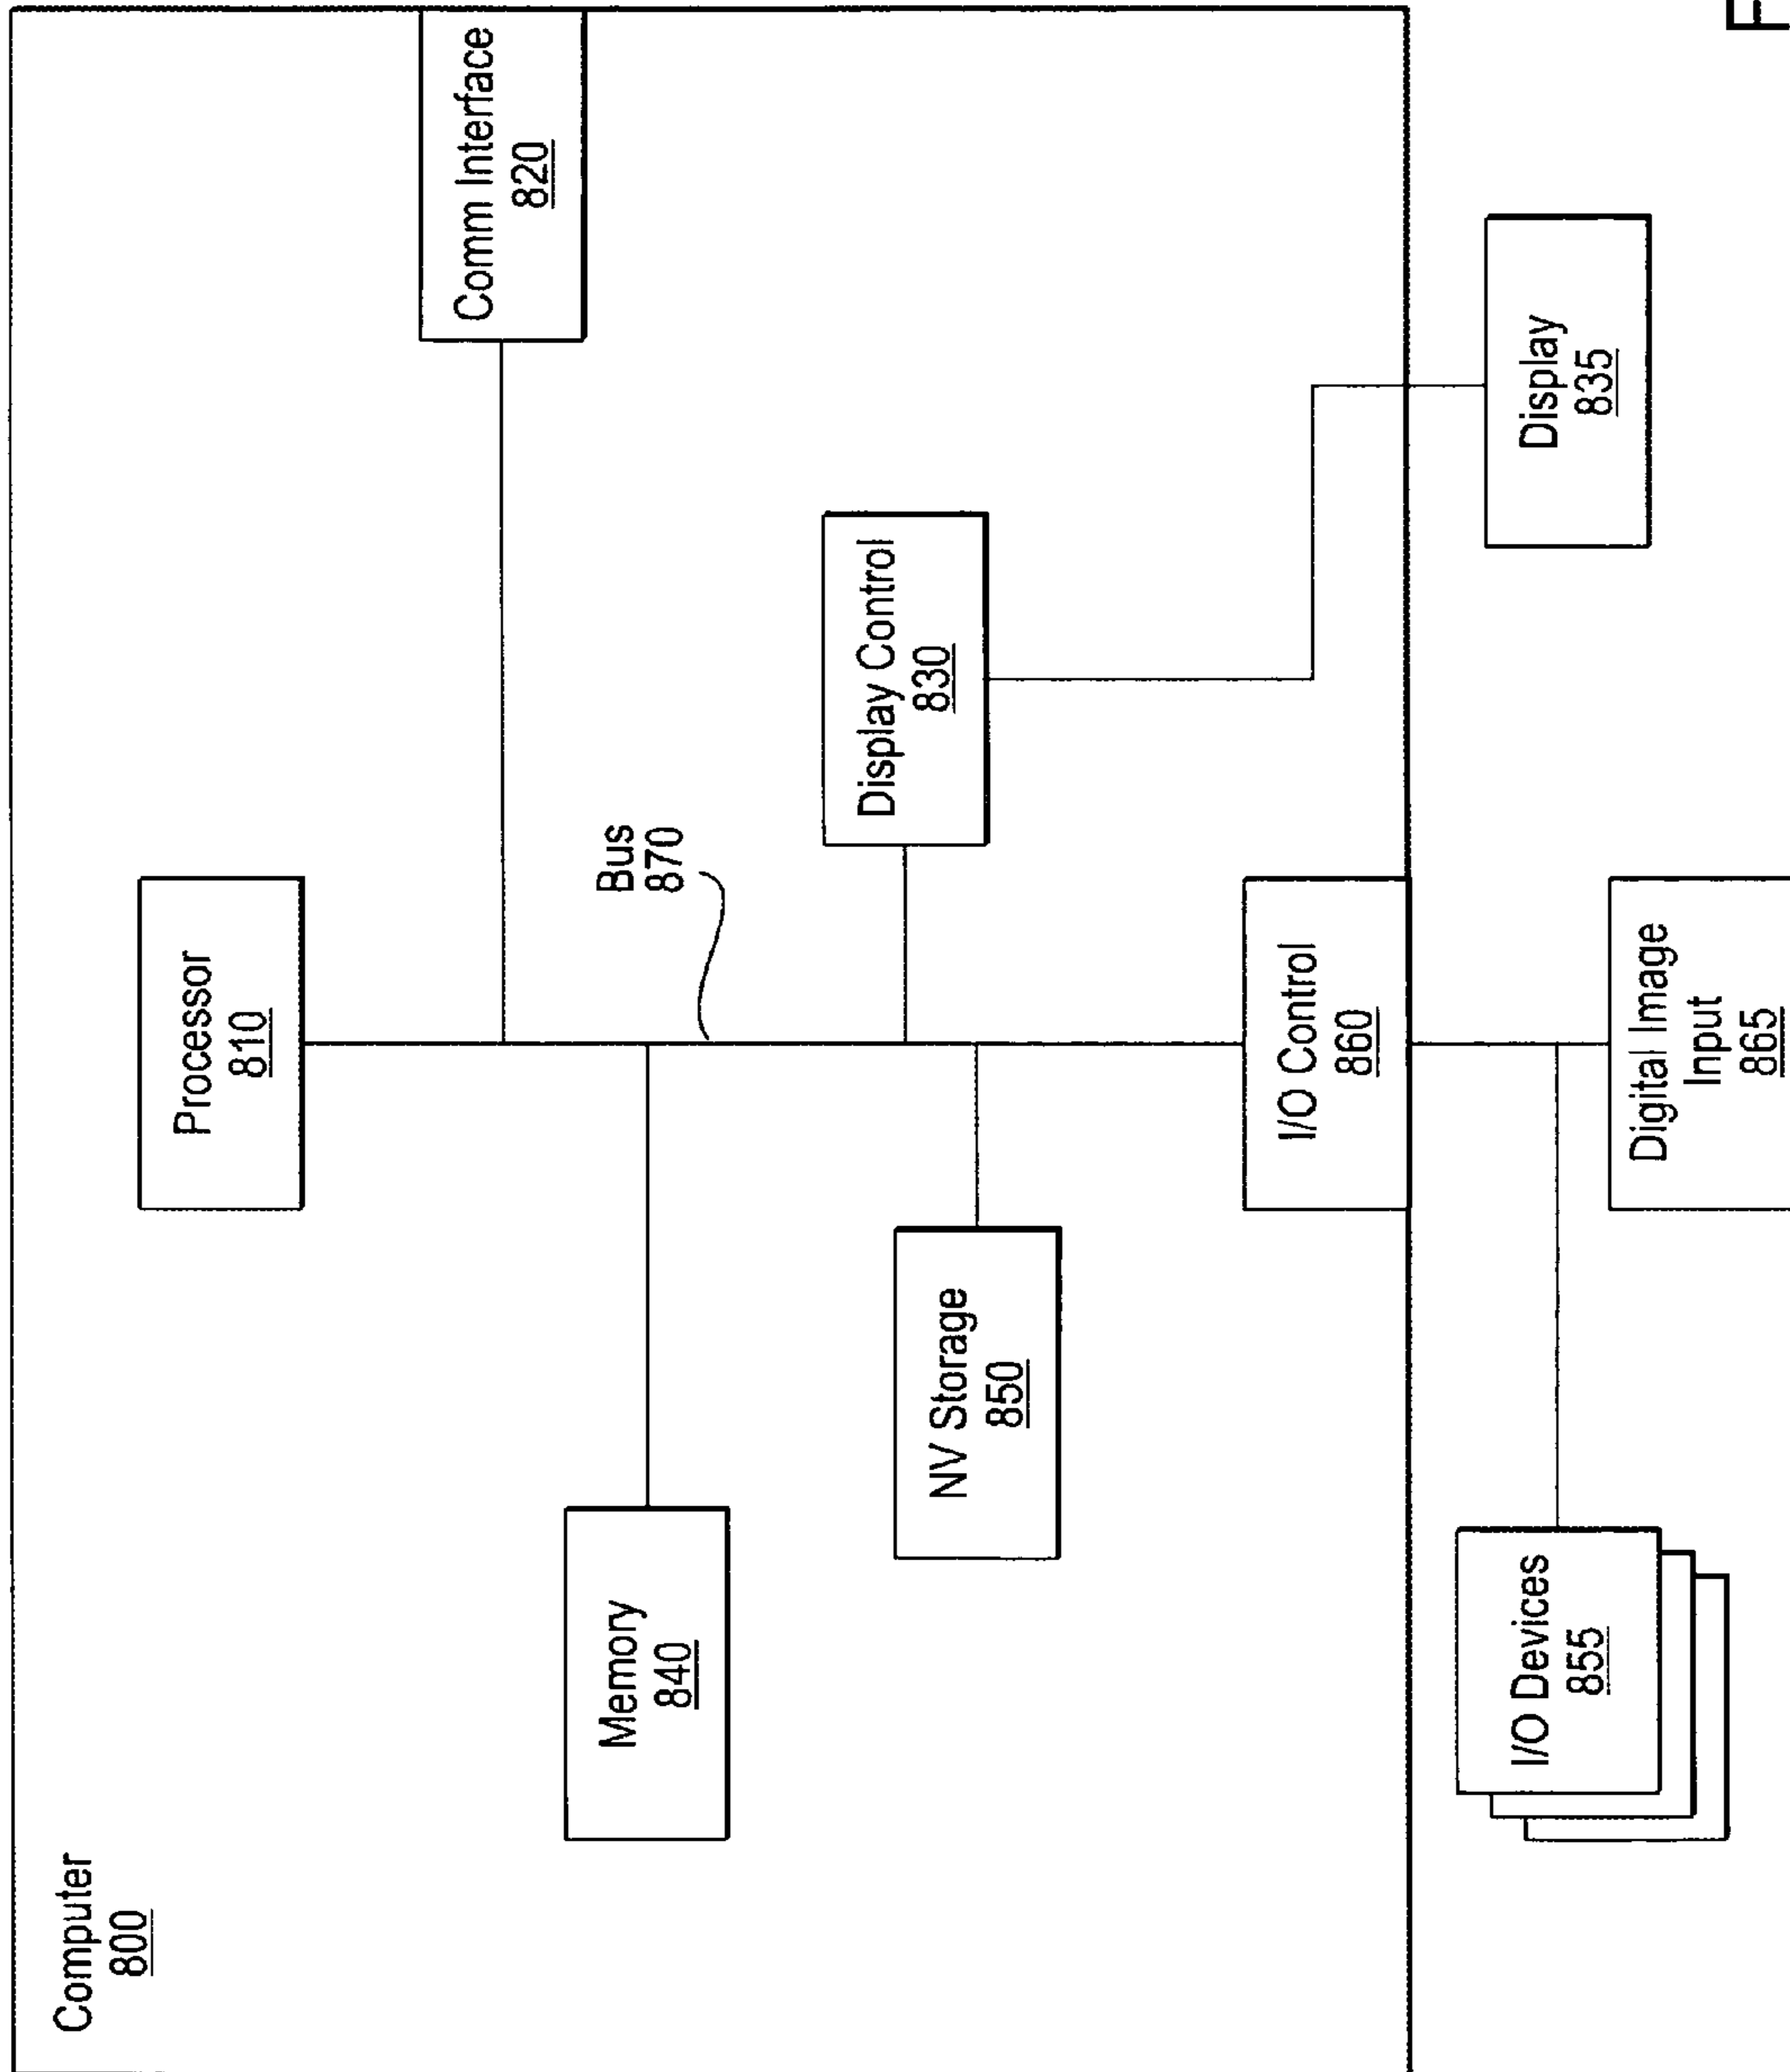 Computer
800
Processor
810
Comm Interface
820
Memory
840
Bus
870
NV Storage
850
Display Control
830
I/O Control
860
I/O Devices
855
Digital Image
Input
865
Display
835